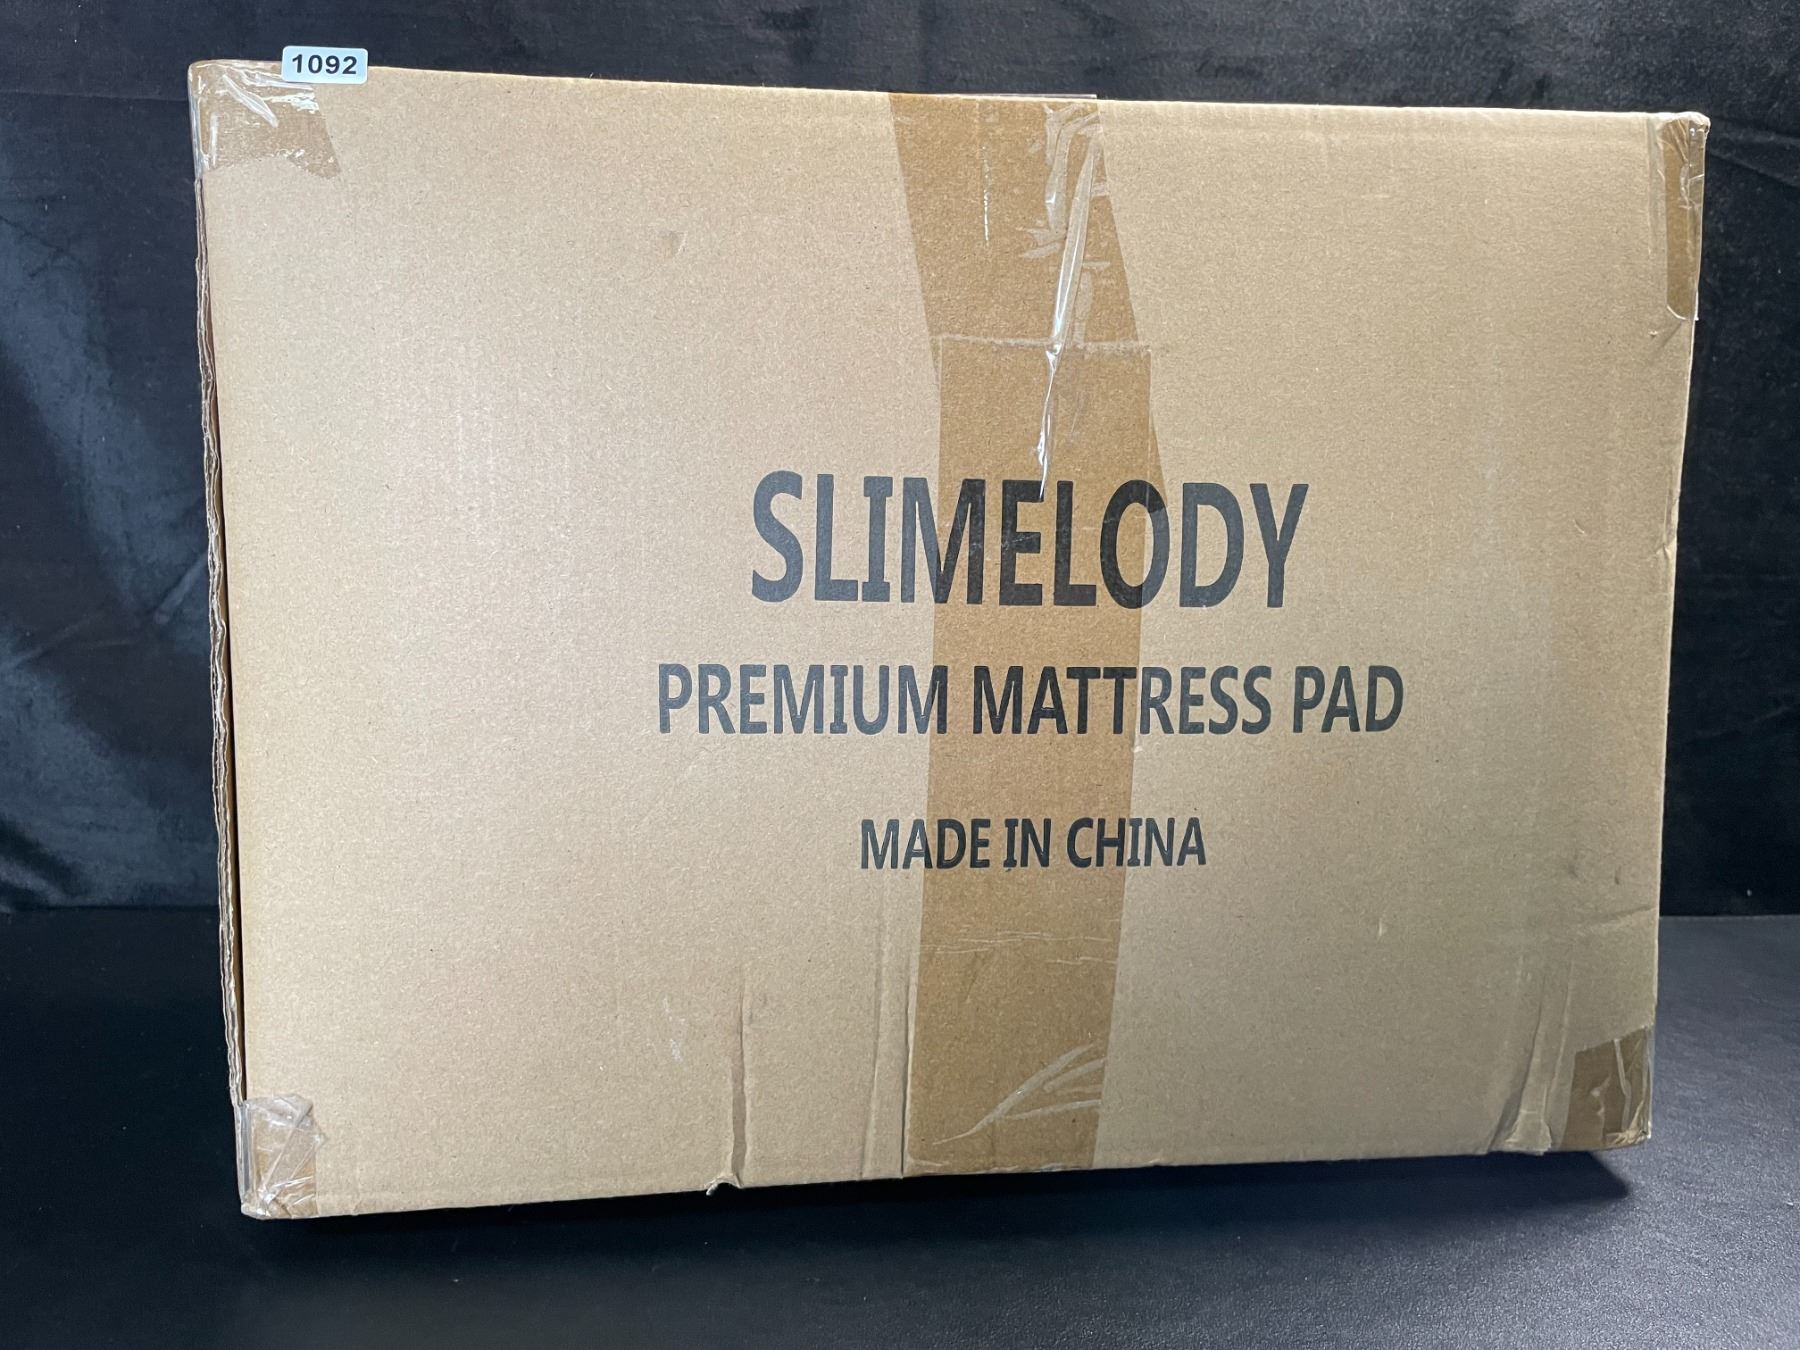 1092
SLIMELODY
PREMIUM MATTRESS PAD
MADE IN CHINA